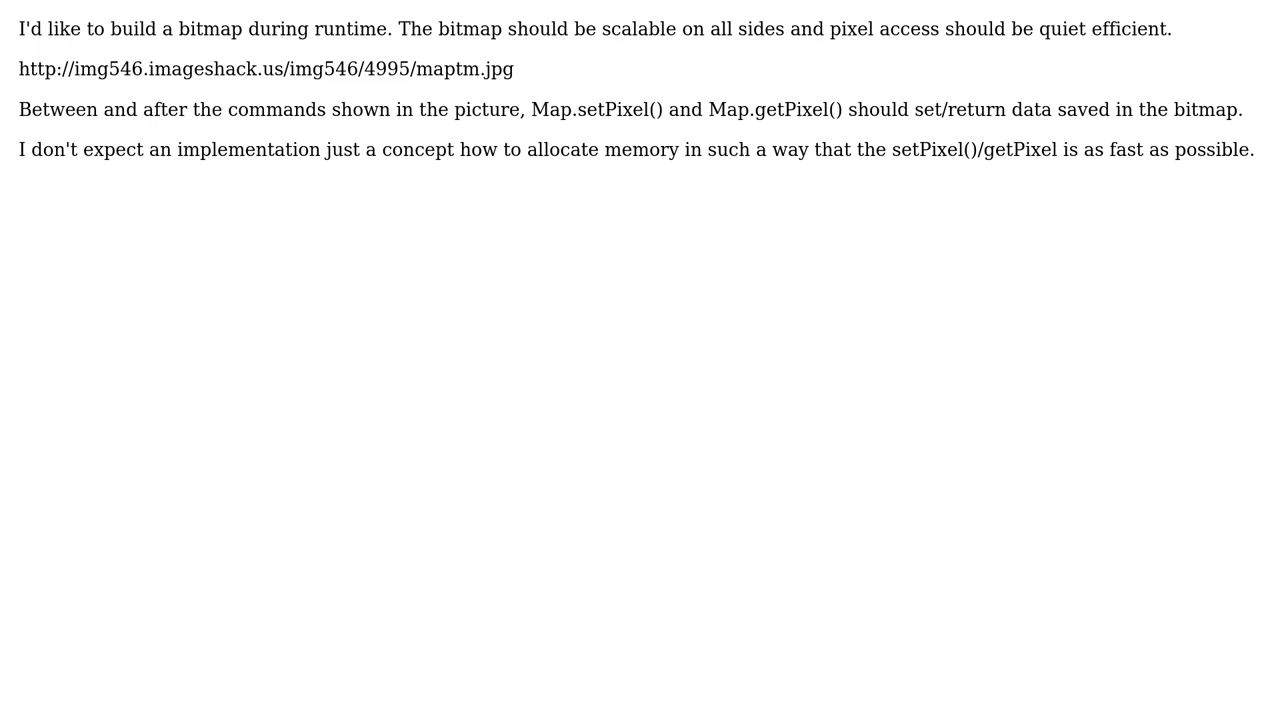 I'd like to build a bitmap during runtime. The bitmap should be scalable on all sides and pixel access should be quiet efficient.
http://img546.imageshack.us/img546/4995/maptm.jpg
Between and after the commands shown in the picture, Map.setPixel() and Map.getPixel() should set/return data saved in the bitmap.
I don't expect an implementation just a concept how to allocate memory in such a way that the setPixel()/getPixel is as fast as possible.